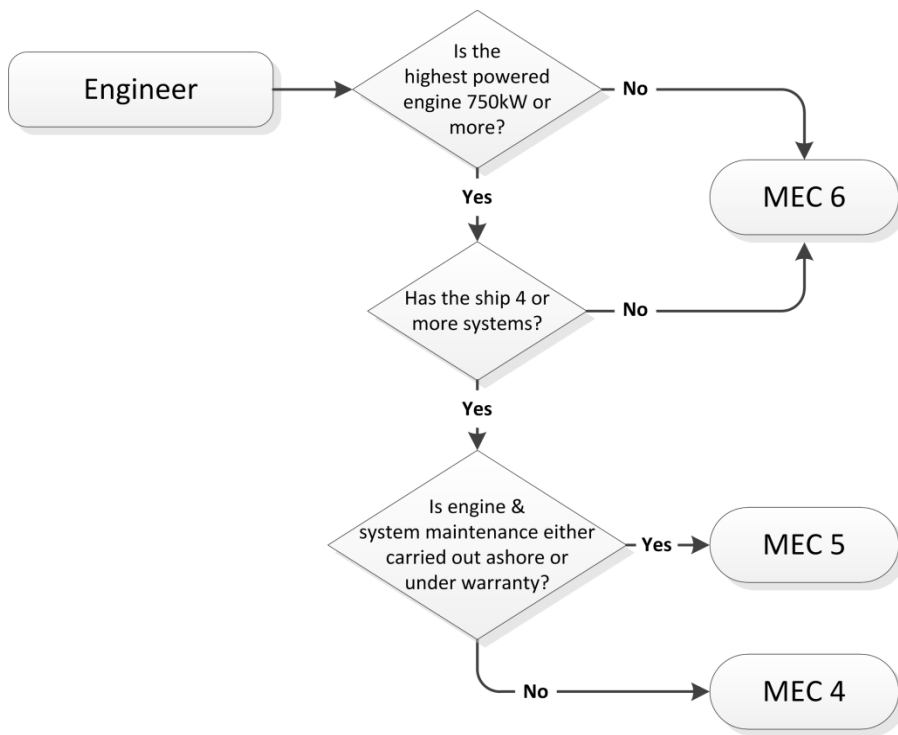 Engineer
Is the
highest powered
engine 750kW or
more?
No
MEC 6
Yes
Has the ship 4 or
more systems?
No
Yes
Is engine &
system maintenance either
carried out ashore or
under warranty?
Yes
MEC 5
No
MEC 4